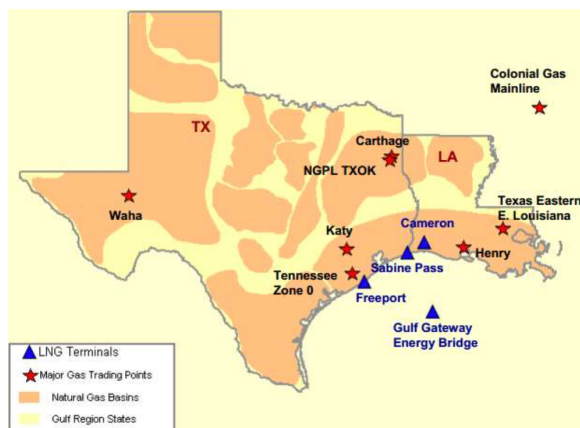 Colonial Gas
Mainline
TX
Carthage
LA
NGPL TXOK
Waha
Texas Eastern
E. Louisiana
Cameron
Katy
Henry
Sabine Pass
Tennessee
Zone 0
Freeport
Gulf Gateway
Energy Bridge
LNG Terminals
Major Gas Trading Points
Natural Gas Basins
Gulf Region States